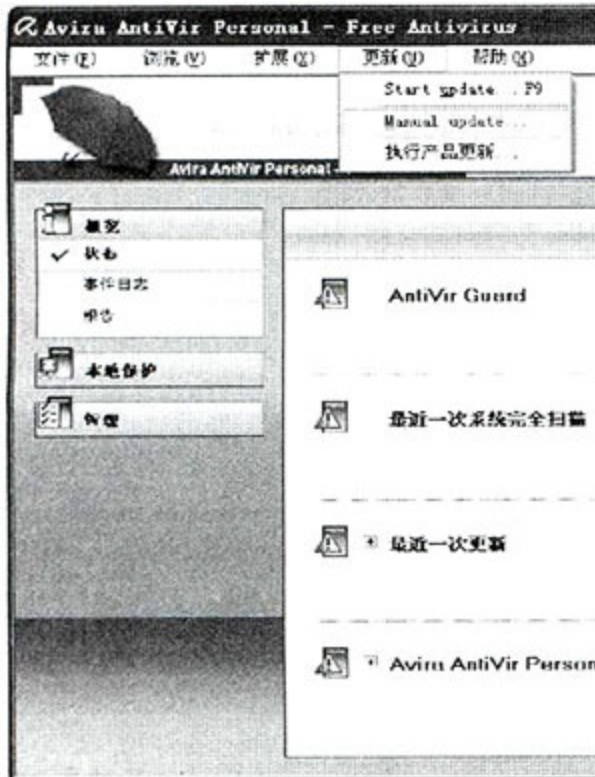 Avira AntiVir Personal - Free Antivirus
文件(F) 浏览(V) 扩展(X) 更新(U) 帮助(H)
Start update... F9
Manual update...
执行产品更新...
Avira AntiVir Personal -
概览
状态
事件日志
报告
本地保护
管理
AntiVir Guard
最近一次系统完全扫描
最近一次更新
Avira AntiVir Person